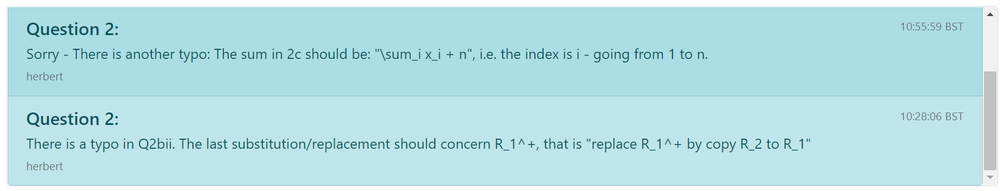 Question 2:
10:55:59 BST
Sorry - There is another typo: The sum in 2c should be: "\sum_i x_i + n", i.e. the index is i - going from 1 to n.
herbert
Question 2:
10:28:06 BST
There is a typo in Q2bii. The last substitution/replacement should concern R_1^+, that is "replace R_1^+ by copy R_2 to R_1"
herbert